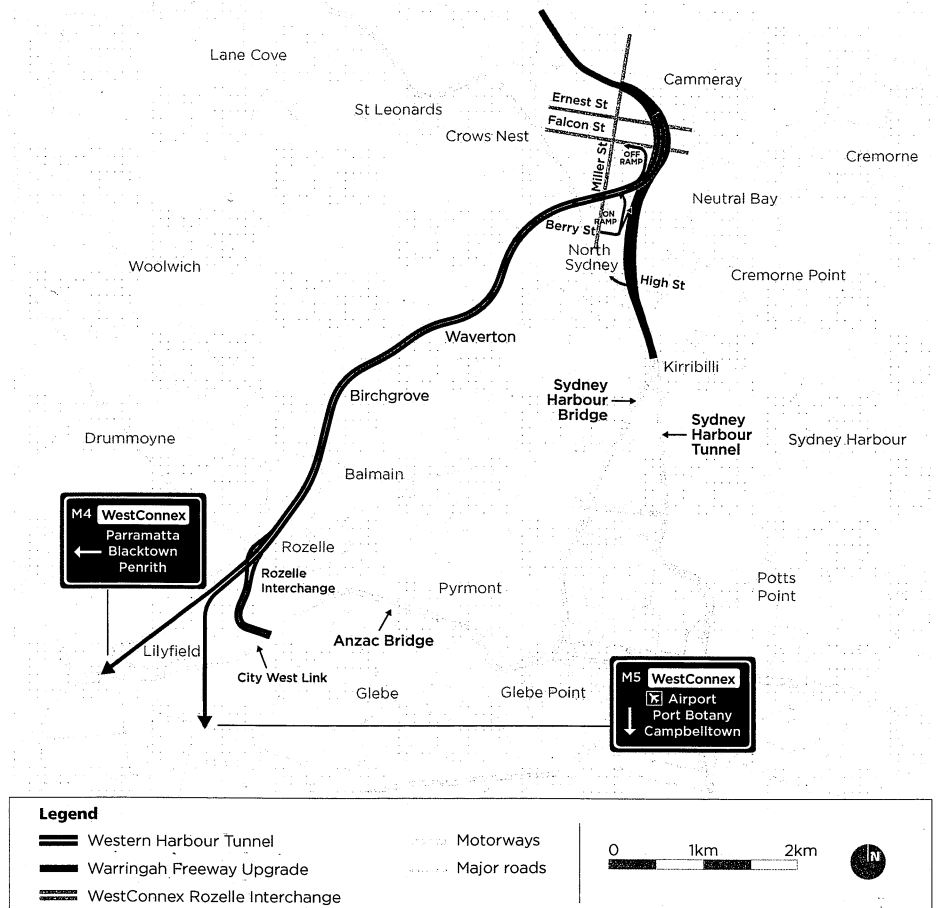 Lane Cove
Cammeray
St Leonards
Ernest St
Falcon St
Crows Nest
Miller St
OFF
RAMP
Cremorne
Neutral Bay
ON
RAMP
Berry St
North
Sydney
Woolwich
High St
Cremorne Point
Waverton
Kirribilli
Birchgrove
Sydney
Harbour
Bridge
Sydney
Harbour
Tunnel
Drummoyne
Sydney Harbour
Balmain
M4 WestConnex
Parramatta
Blacktown
Penrith
Rozelle
Rozelle
Interchange
Pyrmont
Potts
Point
Anzac Bridge
Lilyfield
City West Link
Glebe
Glebe Point
M5 WestConnex
Airport
Port Botany
Campbelltown
Legend
Western Harbour Tunnel
Warringah Freeway Upgrade
WestConnex Rozelle Interchange
Motorways
Major roads
0 1km 2km
N